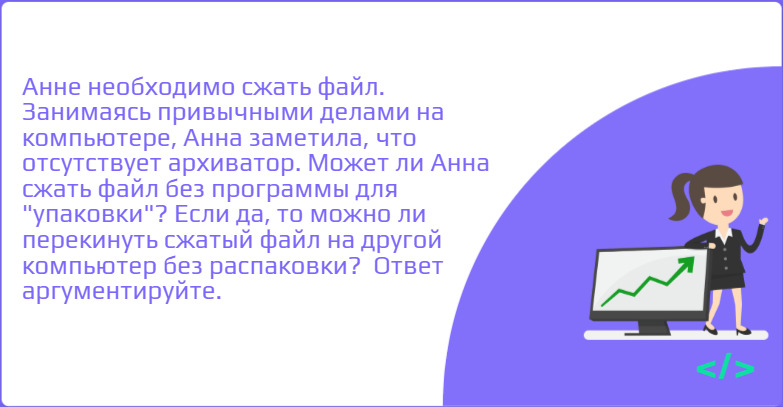 Анне необходимо сжать файл.
Занимаясь привычными делами на
компьютере, Анна заметила, что
отсутствует архиватор. Может ли Анна
сжать файл без программы для
"упаковки"? Если да, то можно ли
перекинуть сжатый файл на другой
компьютер без распаковки?  Ответ
аргументируйте.
</>